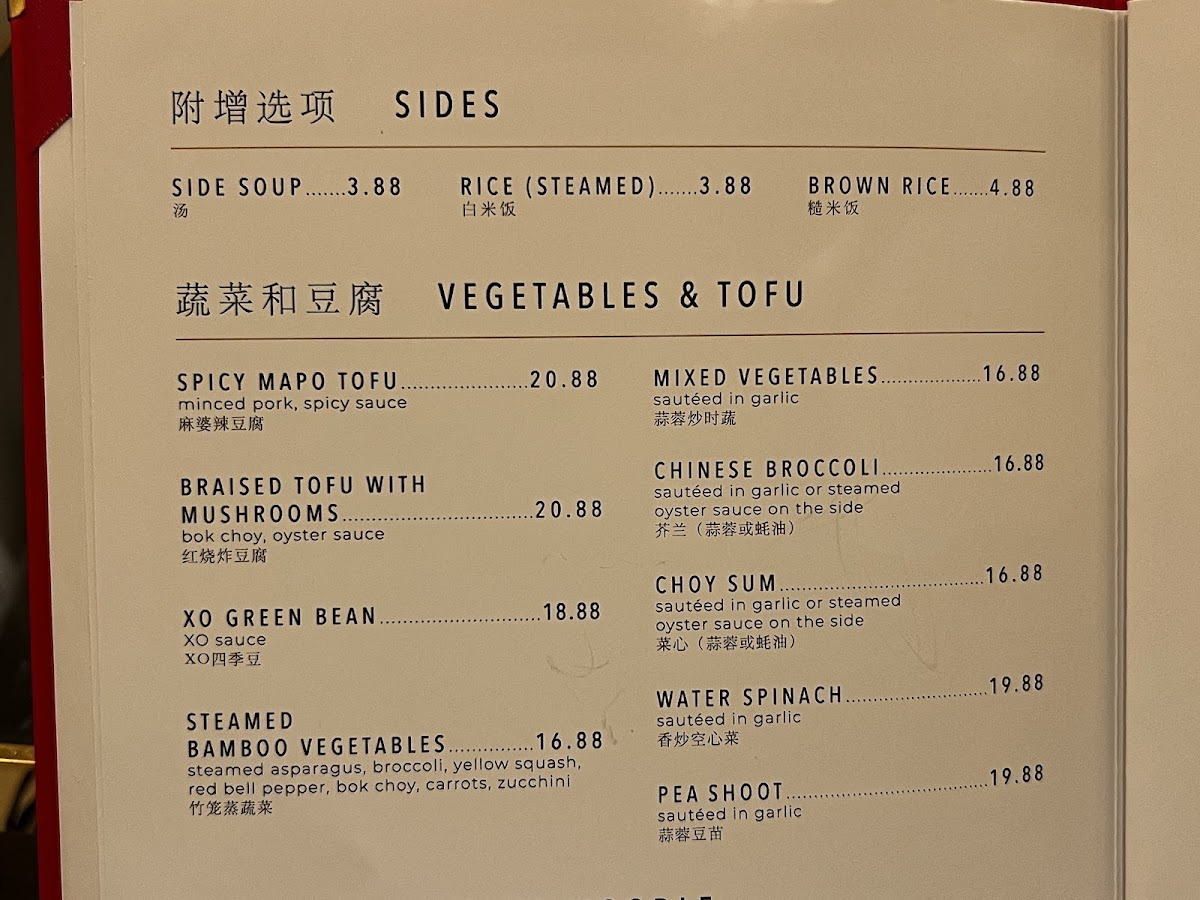 附增选项 SIDES
SIDE SOUP.......3.88
汤
RICE (STEAMED).......3.88
白米饭
BROWN RICE......4.88
糙米饭
蔬菜和豆腐 VEGETABLES & TOFU
SPICY MAPO TOFU......................20.88
minced pork, spicy sauce
麻婆辣豆腐
BRAISED TOFU WITH
MUSHROOMS.................................20.88
bok choy, oyster sauce
红烧炸豆腐
XO GREEN BEAN............................18.88
XO sauce
XO四季豆
STEAMED
BAMBOO VEGETABLES...............16.88
steamed asparagus, broccoli, yellow squash,
red bell pepper, bok choy, carrots, zucchini
竹笼蒸蔬菜
MIXED VEGETABLES..................16.88
sautéed in garlic
蒜蓉炒时蔬
CHINESE BROCCOLI....................16.88
sautéed in garlic or steamed
oyster sauce on the side
芥兰（蒜蓉或蚝油）
CHOY SUM.....................................16.88
sautéed in garlic or steamed
oyster sauce on the side
菜心（蒜蓉或蚝油）
WATER SPINACH.........................19.88
sautéed in garlic
香炒空心菜
PEA SHOOT...................................19.88
sautéed in garlic
蒜蓉豆苗